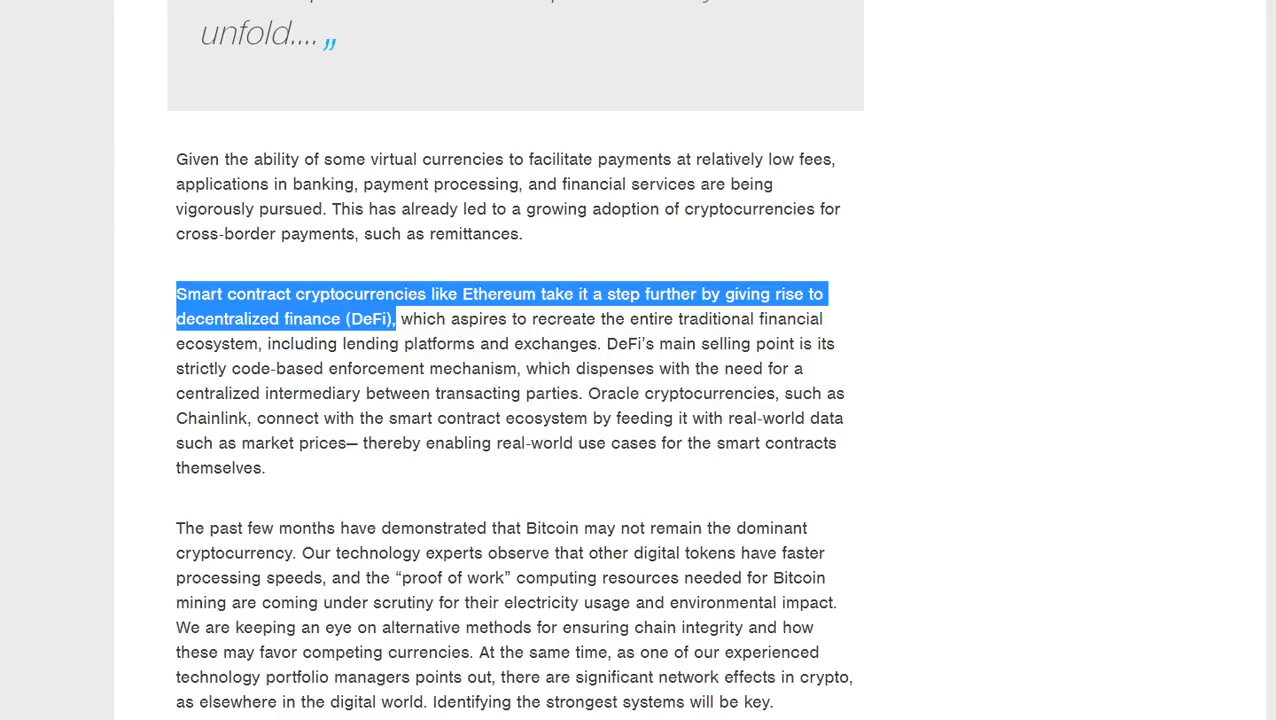 unfold.... „
Given the ability of some virtual currencies to facilitate payments at relatively low fees,
applications in banking, payment processing, and financial services are being
vigorously pursued. This has already led to a growing adoption of cryptocurrencies for
cross-border payments, such as remittances.
Smart contract cryptocurrencies like Ethereum take it a step further by giving rise to
decentralized finance (DeFi), which aspires to recreate the entire traditional financial
ecosystem, including lending platforms and exchanges. DeFi’s main selling point is its
strictly code-based enforcement mechanism, which dispenses with the need for a
centralized intermediary between transacting parties. Oracle cryptocurrencies, such as
Chainlink, connect with the smart contract ecosystem by feeding it with real-world data
such as market prices— thereby enabling real-world use cases for the smart contracts
themselves.
The past few months have demonstrated that Bitcoin may not remain the dominant
cryptocurrency. Our technology experts observe that other digital tokens have faster
processing speeds, and the “proof of work” computing resources needed for Bitcoin
mining are coming under scrutiny for their electricity usage and environmental impact.
We are keeping an eye on alternative methods for ensuring chain integrity and how
these may favor competing currencies. At the same time, as one of our experienced
technology portfolio managers points out, there are significant network effects in crypto,
as elsewhere in the digital world. Identifying the strongest systems will be key.